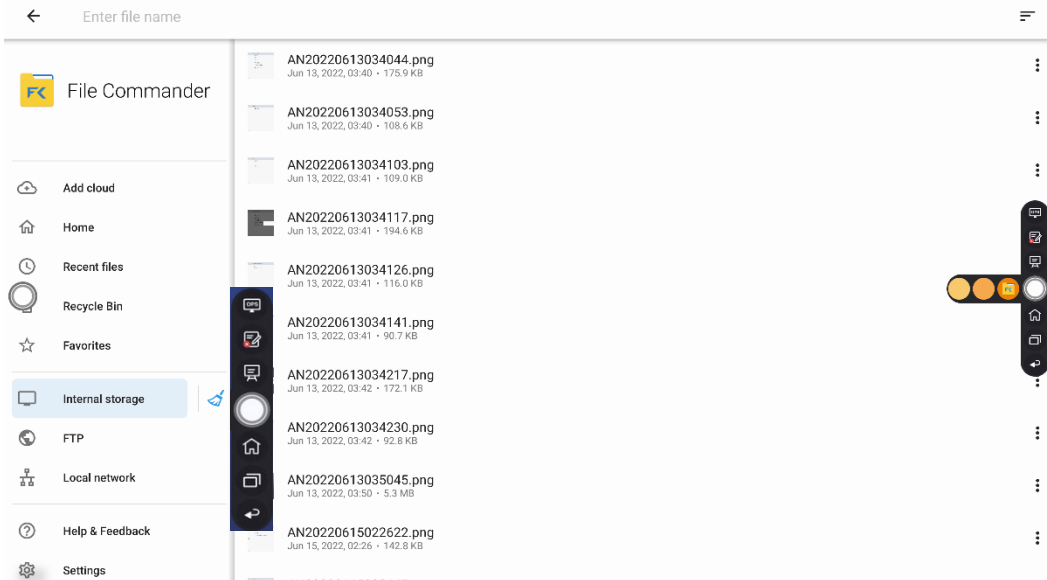 Enter file name
File Commander
Add cloud
Home
Recent files
Recycle Bin
Favorites
Internal storage
FTP
Local network
Help & Feedback
Settings
AN20220613034044.png
Jun 13, 2022, 03:40 • 175.9 KB
AN20220613034053.png
Jun 13, 2022, 03:40 • 108.6 KB
AN20220613034103.png
Jun 13, 2022, 03:41 • 109.0 KB
AN20220613034117.png
Jun 13, 2022, 03:41 • 194.6 KB
AN20220613034126.png
Jun 13, 2022, 03:41 • 116.0 KB
AN20220613034141.png
Jun 13, 2022, 03:41 • 90.7 KB
AN20220613034217.png
Jun 13, 2022, 03:42 • 172.1 KB
AN20220613034230.png
Jun 13, 2022, 03:42 • 92.8 KB
AN20220613035045.png
Jun 13, 2022, 03:50 • 5.3 MB
AN20220615022622.png
Jun 15, 2022, 02:26 • 142.8 KB
OPS
OPS